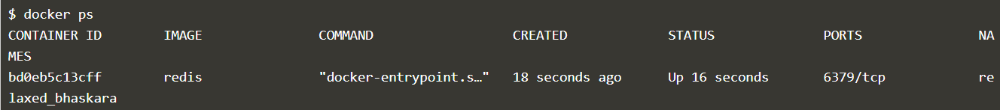 $ docker ps
CONTAINER ID        IMAGE               COMMAND                  CREATED             STATUS              PORTS               NA
MES
bd0eb5c13cff        redis               "docker-entrypoint.s…"   18 seconds ago      Up 16 seconds       6379/tcp            re
laxed_bhaskara